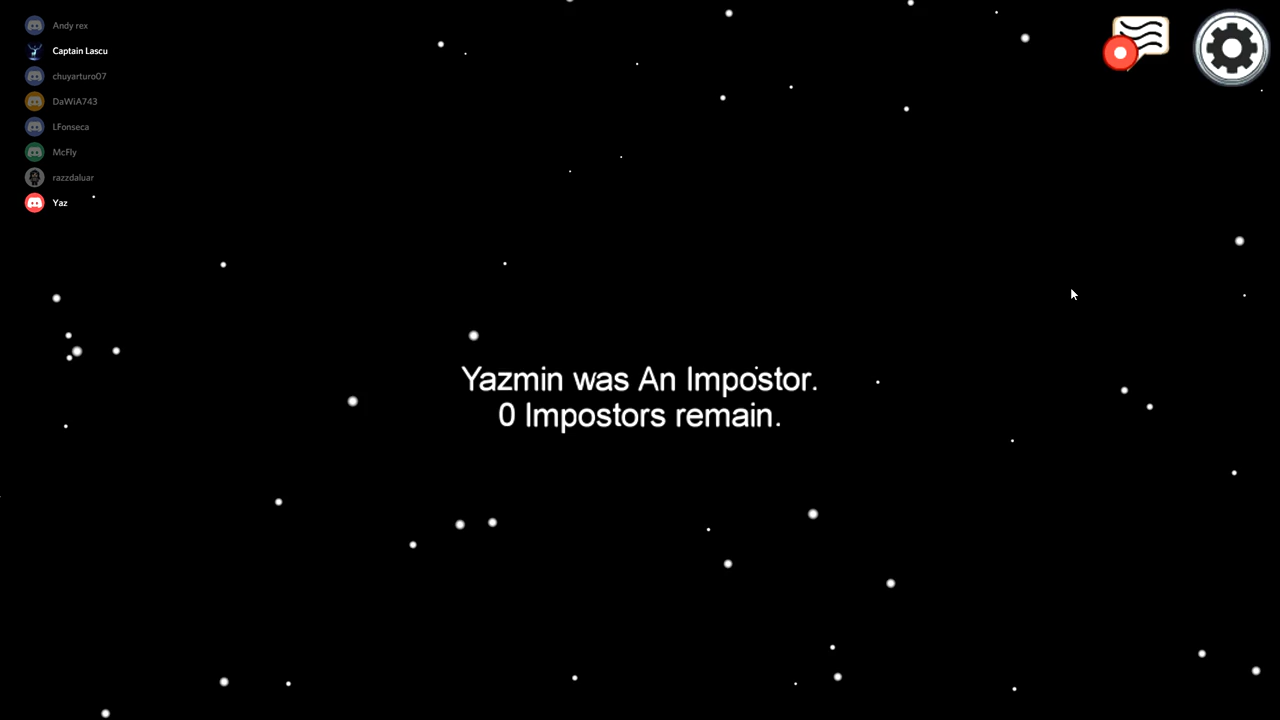 Andy rex
Captain Lascu
chuyarturo07
DaWiA743
LFonseca
McFly
razzdaluar
Yaz
Yazmin was An Impostor.
0 Impostors remain.